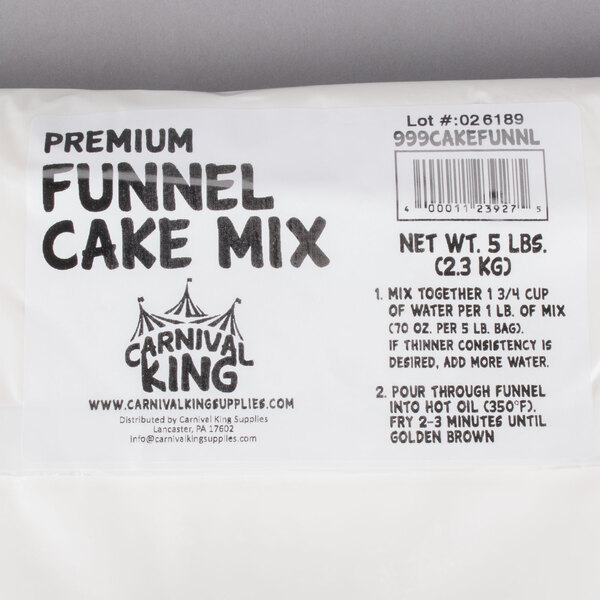 PREMIUM
FUNNEL
CAKE MIX
CARNIVAL
KING
WWW.CARNIVALKINGSUPPLIES.COM
Distributed by Carnival King Supplies
Lancaster, PA 17602
info@carnivalkingsupplies.com
Lot #:026189
999CAKEFUNNL
4 00011 23927 5
NET WT. 5 LBS.
(2.3 KG)
1. MIX TOGETHER 1 3/4 CUP
OF WATER PER 1 LB. OF MIX
(70 OZ. PER 5 LB. BAG).
IF THINNER CONSISTENCY IS
DESIRED, ADD MORE WATER.
2. POUR THROUGH FUNNEL
INTO HOT OIL (350°F).
FRY 2-3 MINUTES UNTIL
GOLDEN BROWN